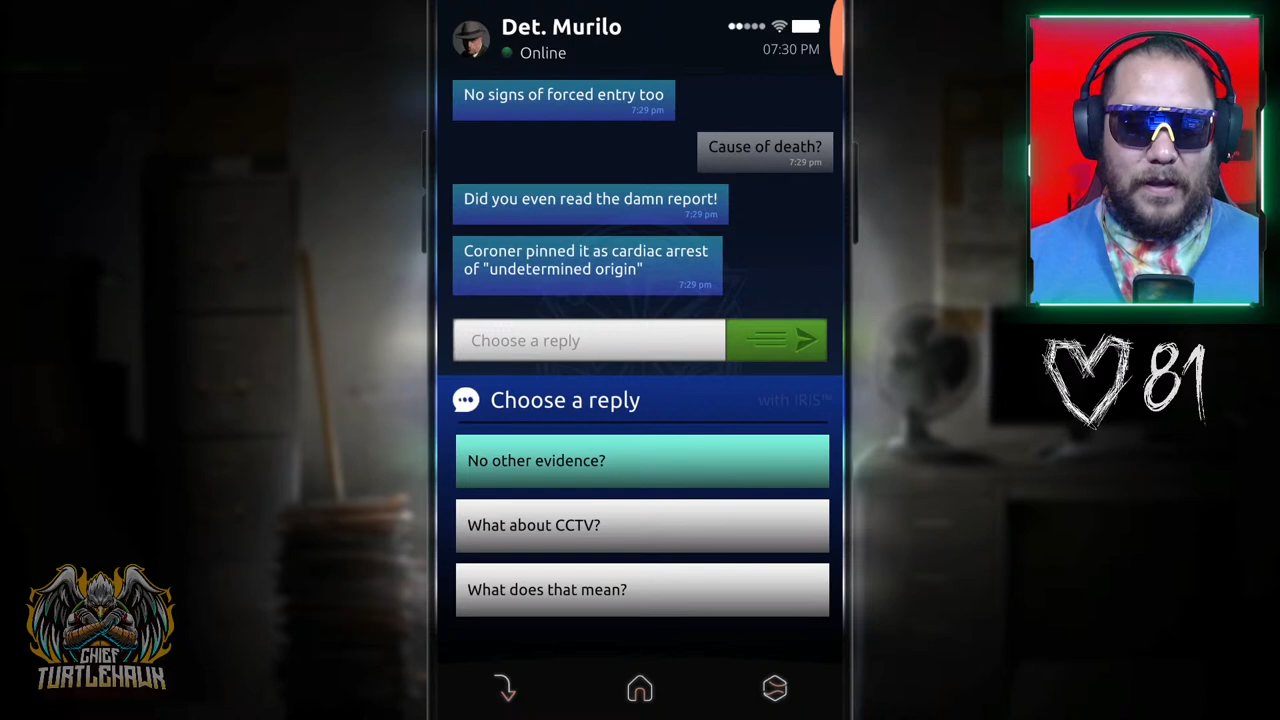 Det. Murilo
Online
07:30 PM
No signs of forced entry too
7:29 pm
Cause of death?
7:29 pm
Did you even read the damn report!
7:29 pm
Coroner pinned it as cardiac arrest
of "undetermined origin"
7:29 pm
Choose a reply
Choose a reply
with IRIS™
No other evidence?
What about CCTV?
What does that mean?
81
CHIEF
TURTLEHAWK